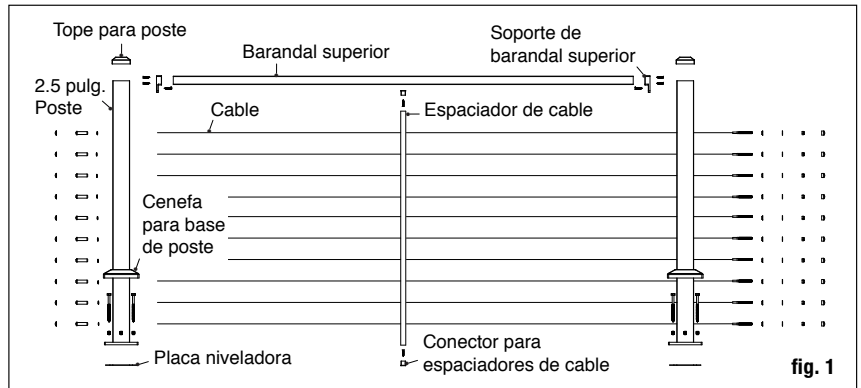 Tope para poste
Barandal superior
Soporte de
barandal superior
2.5 pulg.
Poste
Cable
Espaciador de cable
Cenefa
para base
de poste
Placa niveladora
Conector para
espaciadores de cable
fig. 1